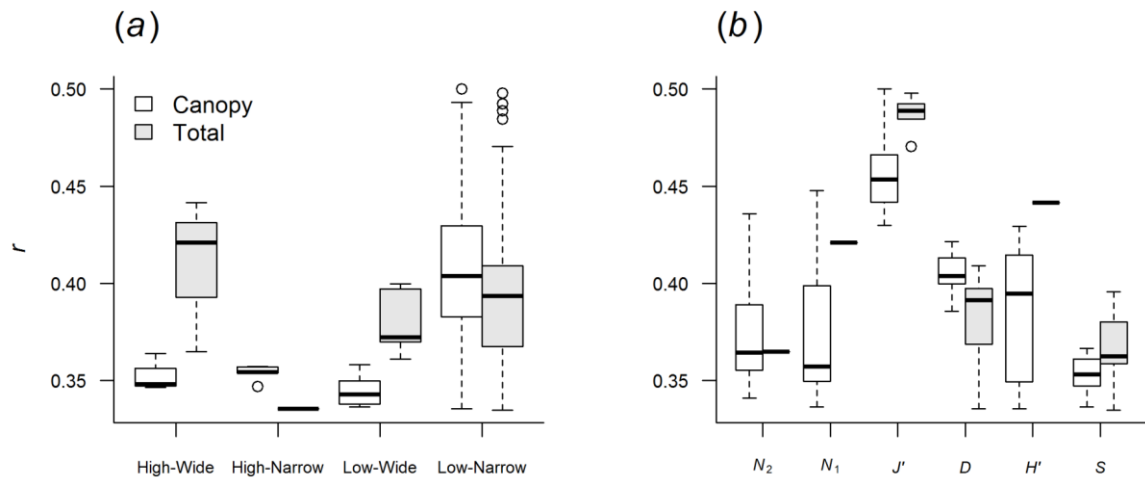 (a)
(b)
r
0.50
0.45
0.40
0.35
Canopy
Total
High-Wide High-Narrow Low-Wide Low-Narrow
0.50
0.45
0.40
0.35
N₂ N₁ J' D H' S